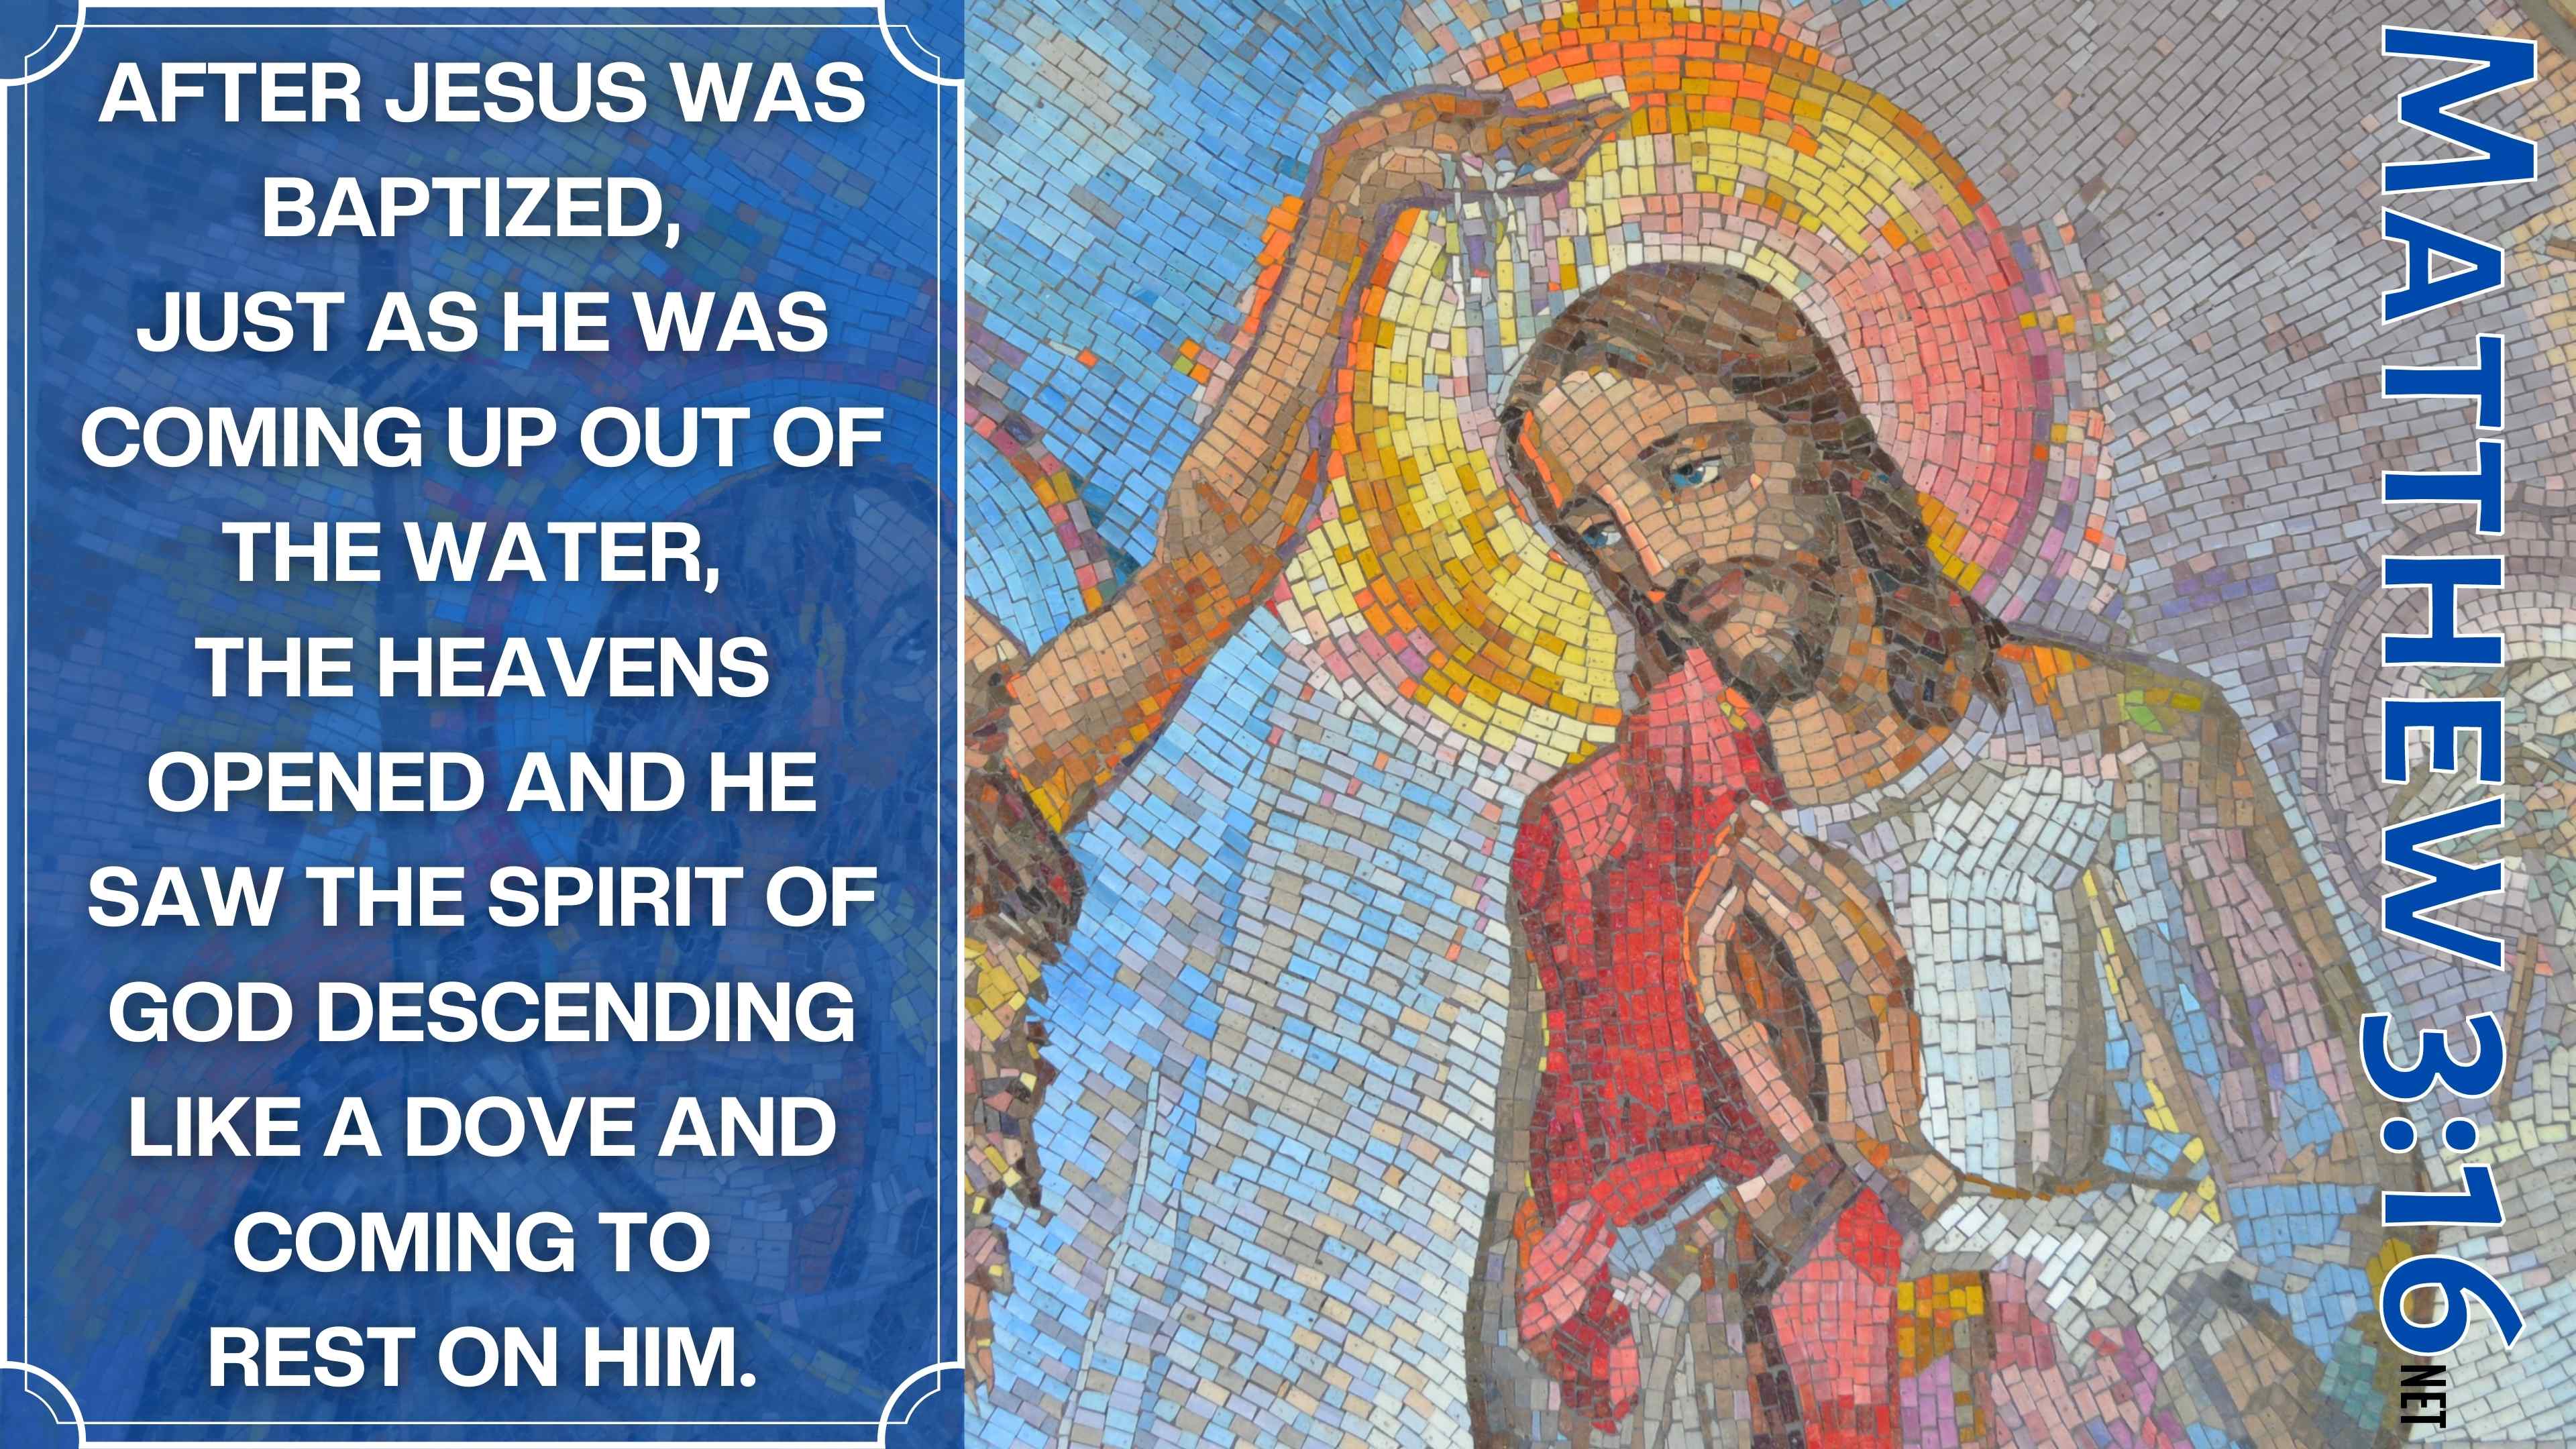 AFTER JESUS WAS
BAPTIZED,
JUST AS HE WAS
COMING UP OUT OF
THE WATER,
THE HEAVENS
OPENED AND HE
SAW THE SPIRIT OF
GOD DESCENDING
LIKE A DOVE AND
COMING TO
REST ON HIM.
MATTHEW 3:16 NET